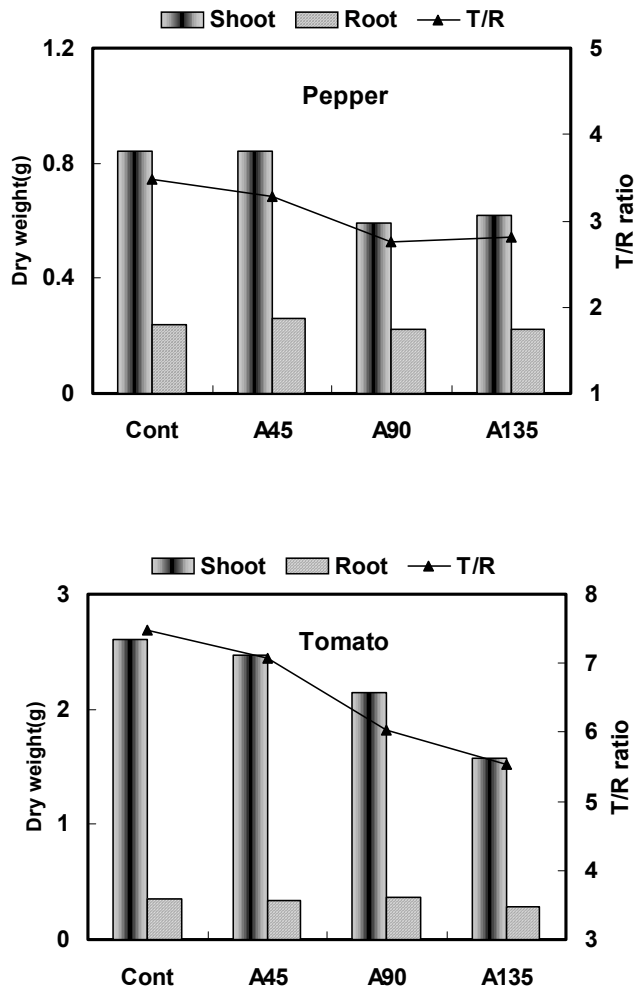 Shoot Root T/R
1.2 5
Pepper
4
0.8
Dry weight(g)
3
T/R ratio
0.4
2
0 1
Cont A45 A90 A135
Shoot Root T/R
3 8
Tomato
7
2
Dry weight(g)
6
T/R ratio
5
1
4
0 3
Cont A45 A90 A135